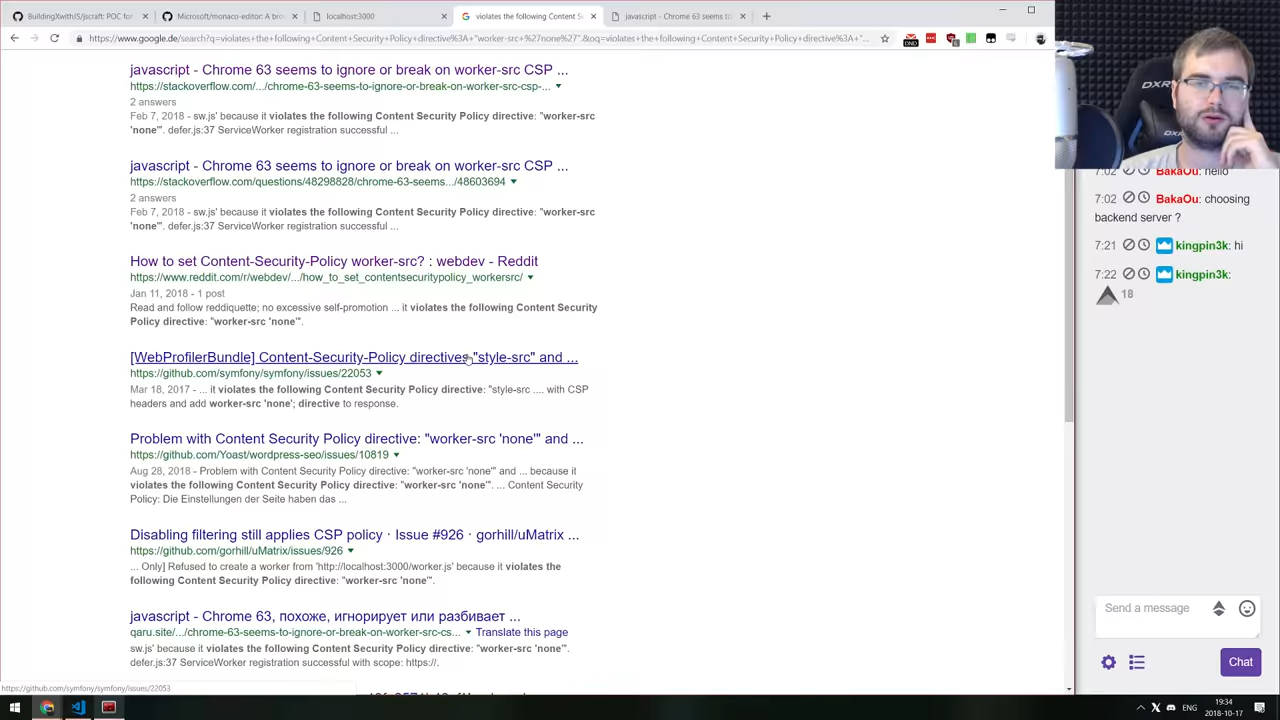 BuildingXwithJS/jscraft: POC for
Microsoft/monaco-editor: A bro
localhost:3000
violates the following Content S
javascript - Chrome 63 seems to
https://www.google.de/search?q=violates+the+following+Content+Security+Policy+directive%3A+"worker-src+%27none%27".&oq=violates+the+following+Content+Security+Policy+directive%3A+"...
javascript - Chrome 63 seems to ignore or break on worker-src CSP ...
https://stackoverflow.com/.../chrome-63-seems-to-ignore-or-break-on-worker-src-csp-...
2 answers
Feb 7, 2018 - sw.js' because it violates the following Content Security Policy directive: "worker-src
'none'". defer.js:37 ServiceWorker registration successful ...
javascript - Chrome 63 seems to ignore or break on worker-src CSP ...
https://stackoverflow.com/questions/48298828/chrome-63-seems.../48603694
2 answers
Feb 7, 2018 - sw.js' because it violates the following Content Security Policy directive: "worker-src
'none'". defer.js:37 ServiceWorker registration successful ...
How to set Content-Security-Policy worker-src? : webdev - Reddit
https://www.reddit.com/r/webdev/.../how_to_set_contentsecuritypolicy_workersrc/
Jan 11, 2018 - 1 post
Read and follow reddiquette; no excessive self-promotion ... it violates the following Content Security
Policy directive: "worker-src 'none'".
[WebProfilerBundle] Content-Security-Policy directives "style-src" and ...
https://github.com/symfony/symfony/issues/22053
Mar 18, 2017 - ... it violates the following Content Security Policy directive: "style-src .... with CSP
headers and add worker-src 'none'; directive to response.
Problem with Content Security Policy directive: "worker-src 'none'" and ...
https://github.com/Yoast/wordpress-seo/issues/10819
Aug 28, 2018 - Problem with Content Security Policy directive: "worker-src 'none'" and ... because it
violates the following Content Security Policy directive: "worker-src 'none'". ... Content Security
Policy: Die Einstellungen der Seite haben das ...
Disabling filtering still applies CSP policy · Issue #926 · gorhill/uMatrix ...
https://github.com/gorhill/uMatrix/issues/926
... Only] Refused to create a worker from 'http://localhost:3000/worker.js' because it violates the
following Content Security Policy directive: "worker-src 'none'".
javascript - Chrome 63, похоже, игнорирует или разбивает ...
qaru.site/.../chrome-63-seems-to-ignore-or-break-on-worker-src-cs...
Translate this page
sw.js' because it violates the following Content Security Policy directive: "worker-src 'none'".
defer.js:37 ServiceWorker registration successful with scope: https://.
https://github.com/symfony/symfony/issues/22053
DXR
7:02 BakaOu: hello
7:02 BakaOu: choosing
backend server ?
7:21 kingpin3k: hi
7:22 kingpin3k:
18
Send a message
Chat
ENG
19:34
2018-10-17